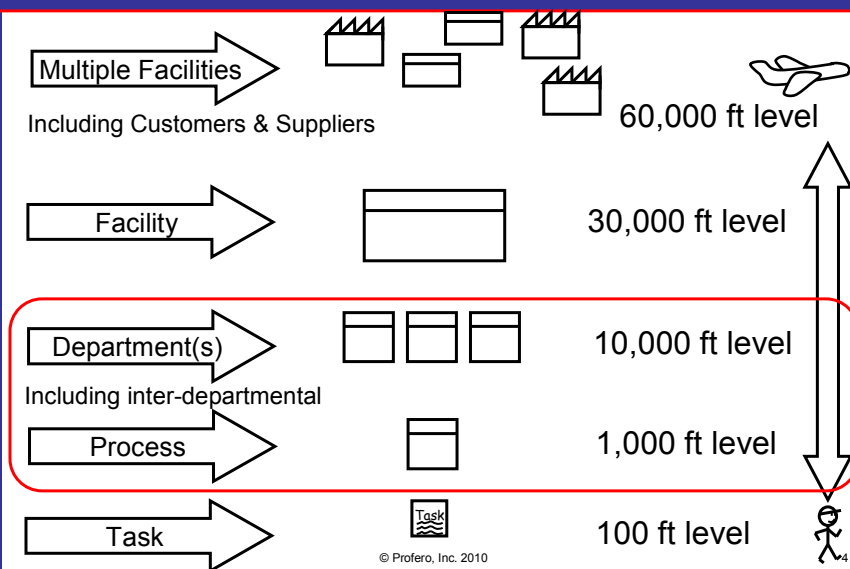 Multiple Facilities
Including Customers & Suppliers
60,000 ft level
Facility
30,000 ft level
Department(s)
10,000 ft level
Including inter-departmental
Process
1,000 ft level
Task
Task
100 ft level
© Profero, Inc. 2010
4